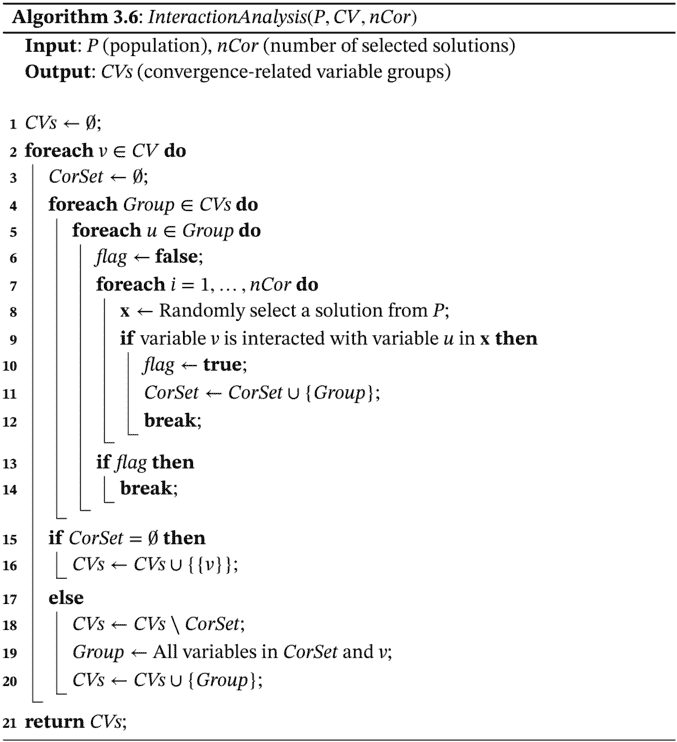 Algorithm 3.6: InteractionAnalysis(P, CV, nCor)
Input: P (population), nCor (number of selected solutions)
Output: CVs (convergence-related variable groups)
1 CVs ← Ø;
2 foreach v ∈ CV do
3 CorSet ← Ø;
4 foreach Group ∈ CVs do
5 foreach u ∈ Group do
6 flag ← false;
7 foreach i = 1, …, nCor do
8 x ← Randomly select a solution from P;
9 if variable v is interacted with variable u in x then
10 flag ← true;
11 CorSet ← CorSet ∪ {Group};
12 break;
13 if flag then
14 break;
15 if CorSet = Ø then
16 CVs ← CVs ∪ {{v}};
17 else
18 CVs ← CVs \ CorSet;
19 Group ← All variables in CorSet and v;
20 CVs ← CVs ∪ {Group};
21 return CVs;